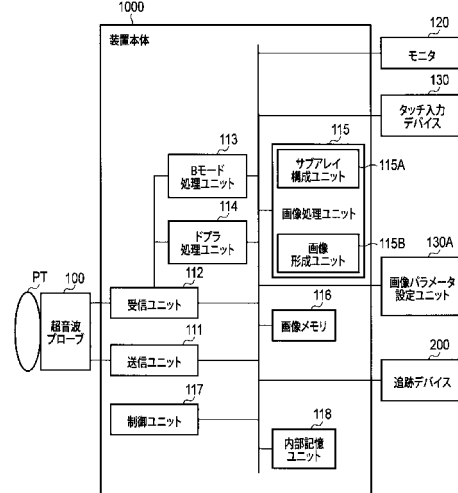 1000
装置本体
120
モニタ
130
タッチ入力
デバイス
113
Bモード
処理ユニット
115
サブアレイ
構成ユニット
115A
114
ドプラ
処理ユニット
画像処理ユニット
画像
形成ユニット
115B
130A
画像パラメータ
設定ユニット
PT
100
超音波
プローブ
112
受信ユニット
116
画像メモリ
111
送信ユニット
200
追跡デバイス
117
制御ユニット
118
内部記憶
ユニット